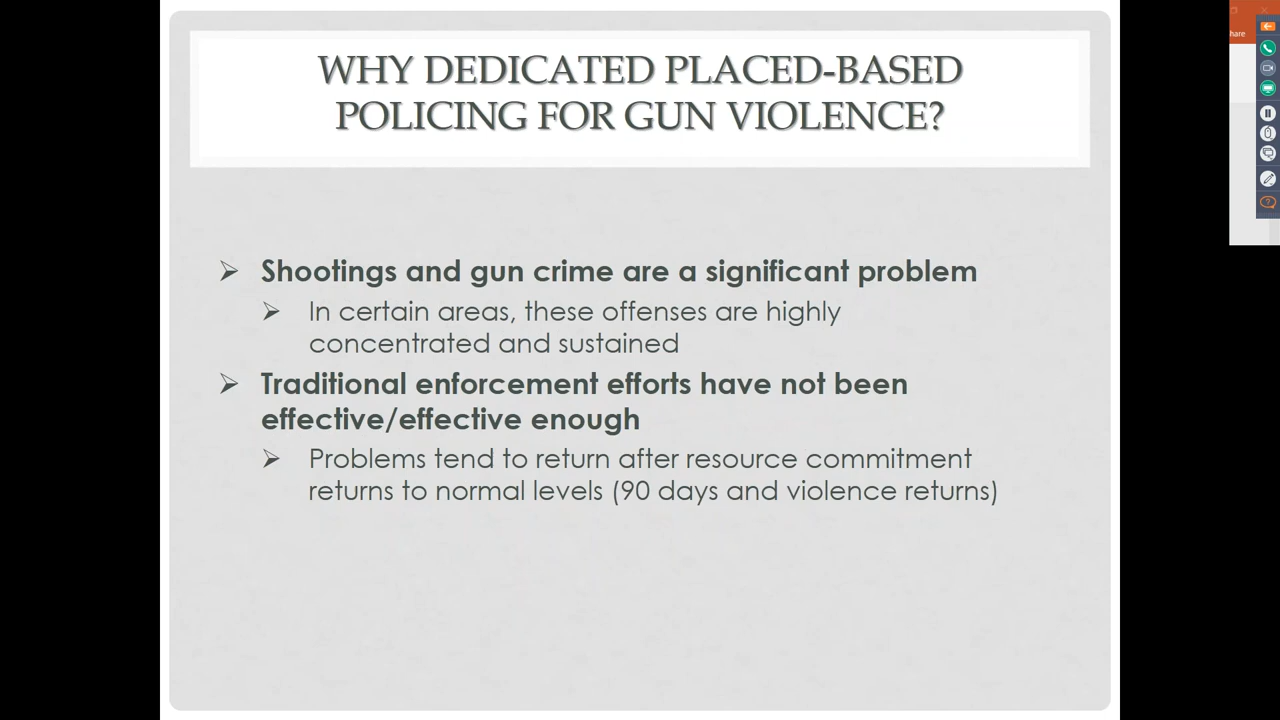 WHY DEDICATED PLACED-BASED
POLICING FOR GUN VIOLENCE?
hare
Shootings and gun crime are a significant problem
In certain areas, these offenses are highly
concentrated and sustained
Traditional enforcement efforts have not been
effective/effective enough
Problems tend to return after resource commitment
returns to normal levels (90 days and violence returns)